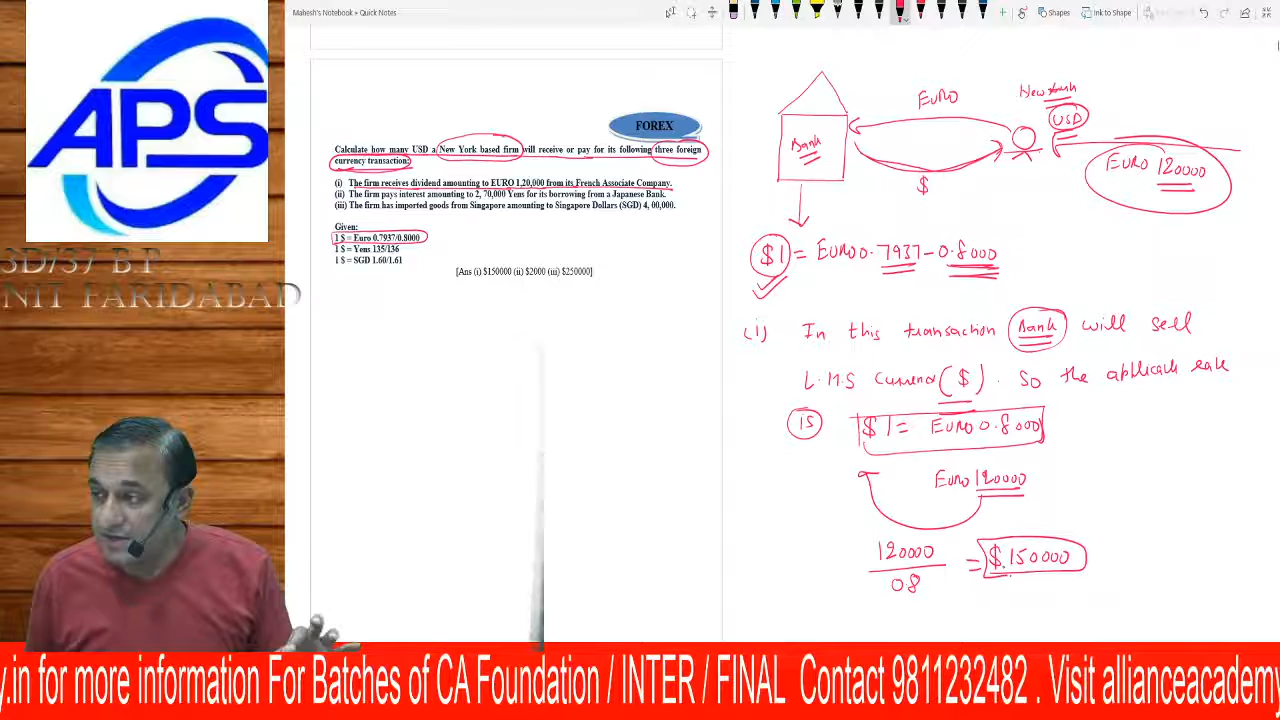 Mahesh's Notebook » Quick Notes
Shapes
Ink to Shape
APS
3D/37 B.P.
NIT FARIDABAD
FOREX
Calculate how many USD a New York based firm will receive or pay for its following three foreign
currency transaction:
(i) The firm receives dividend amounting to EURO 1,20,000 from its French Associate Company.
(ii) The firm pays interest amounting to 2, 70,000 Yens for its borrowing from a Japanese Bank.
(iii) The firm has imported goods from Singapore amounting to Singapore Dollars (SGD) 4, 00,000.
Given:
1 $ = Euro 0.7937/0.8000
1 $ = Yens 135/136
1 $ = SGD 1.60/1.61
[Ans (i) $150000 (ii) $2000 (iii) $250000]
EURO
USD
Bank
$
EURO 120000
$1 = EURO 0.7937 - 0.8000
(i) In this transaction Bank will sell
L.H.S currency ($). So the
is $1 = EURO 0.8000
EURO 120000
120000
0.8
= $.150000
y.in for more information For Batches of CA Foundation / INTER / FINAL Contact 9811232482 . Visit allianceacademy